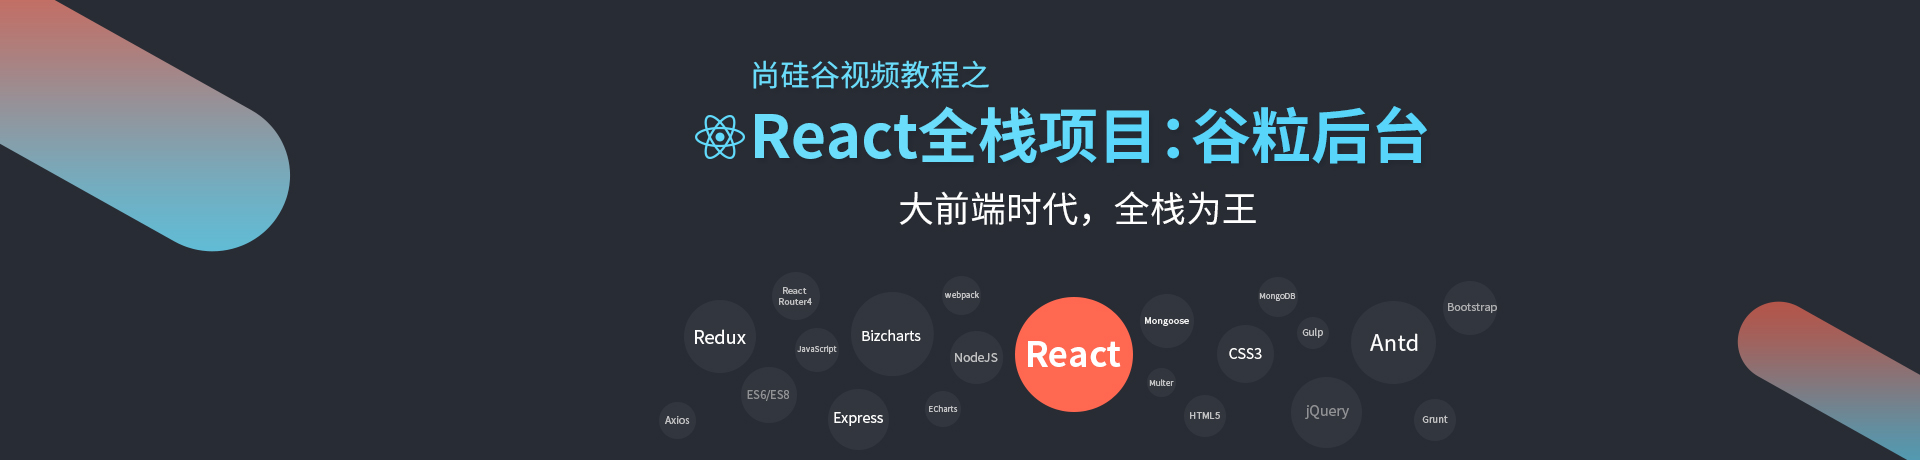 尚硅谷视频教程之
React全栈项目：谷粒后台
大前端时代，全栈为王
React
Router4
webpack
MongoDB
Bootstrap
Redux
JavaScript
Bizcharts
NodeJS
React
Mongoose
CSS3
Gulp
Antd
ES6/ES8
Multer
Axios
Express
ECharts
HTML5
jQuery
Grunt